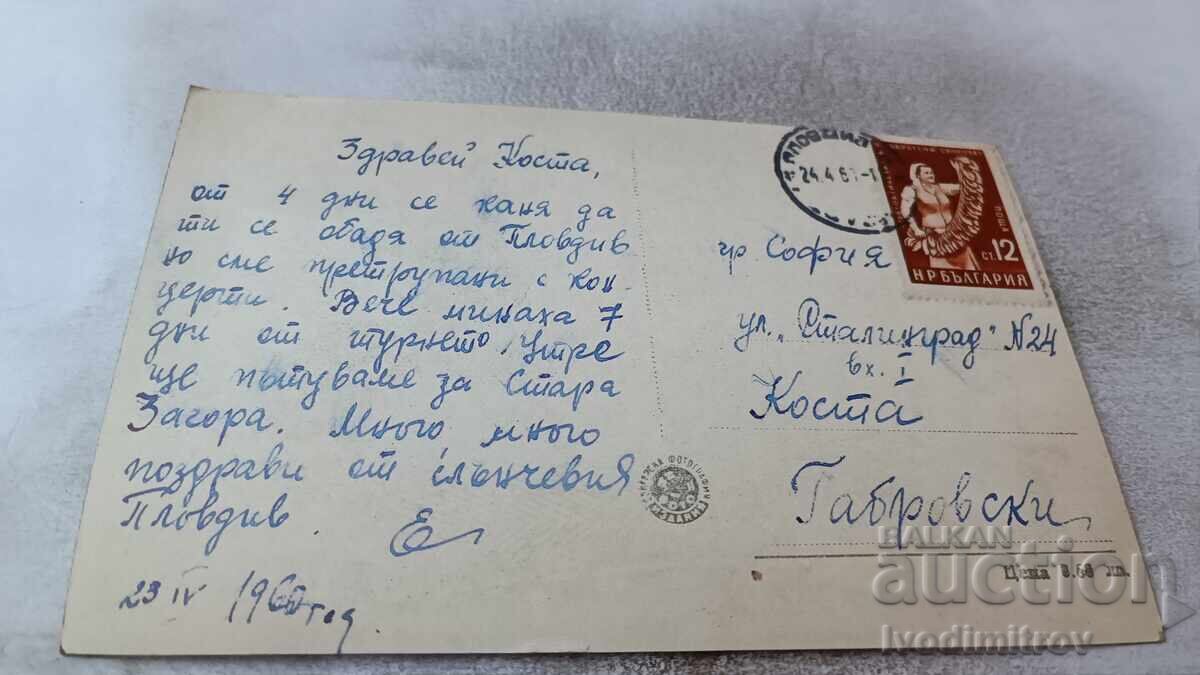 Здравей Коста,
от 4 дни се каня да
ти се обадя от Пловдив
но сме претрупани с кон-
церти. Вече минаха 7
дни от турнето. Утре
ще пътуваме за Стара
Загора. Много, много
поздрави от слънчевия
Пловдив.
Е
23 IV 1960 год.
ПЛОВДИВ
24.4.6
СТ. 12
НР БЪЛГАРИЯ
гр София
ул. „Сталинград" N24
вх. I
Коста
Габровски
Цена 0.60 лв.
BALKAN
auction
Ivodimitrov